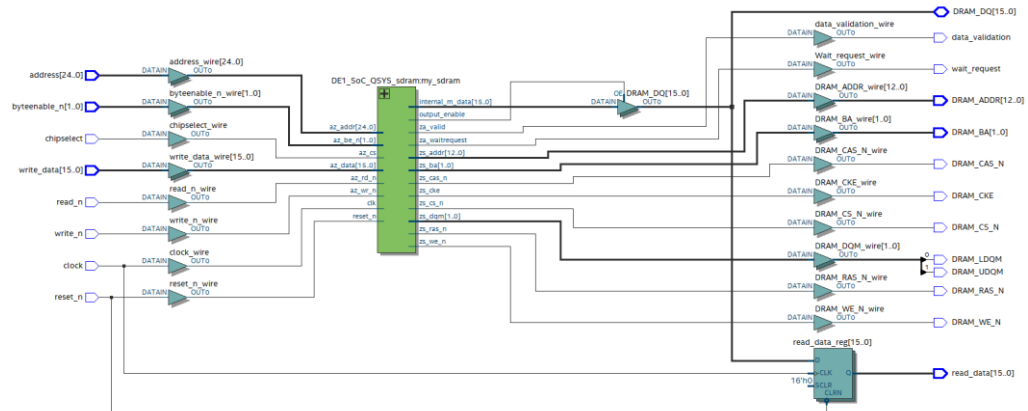 address[24..0]
byteenable_n[1..0]
chipselect
write_data[15..0]
read_n
write_n
clock
reset_n
address_wire[24..0]
DATAIN OUT0
byteenable_n_wire[1..0]
DATAIN OUT0
chipselect_wire
DATAIN OUT0
write_data_wire[15..0]
DATAIN OUT0
read_n_wire
DATAIN OUT0
write_n_wire
DATAIN OUT0
clock_wire
DATAIN OUT0
reset_n_wire
DATAIN OUT0
DE1_SoC_QSYS_sdram:my_sdram
az_addr[24..0]
az_be_n[1..0]
az_cs
az_data[15..0]
az_rd_n
az_wr_n
clk
reset_n
internal_m_data[15..0]
output_enable
za_valid
za_waitrequest
zs_addr[12..0]
zs_ba[1..0]
zs_cas_n
zs_cke
zs_cs_n
zs_dqm[1..0]
zs_ras_n
zs_we_n
OE DRAM_DQ[15..0]
DATAIN OUT0
data_validation_wire
DATAIN OUT0
Wait_request_wire
DATAIN OUT0
DRAM_ADDR_wire[12..0]
DATAIN OUT0
DRAM_BA_wire[1..0]
DATAIN OUT0
DRAM_CAS_N_wire
DATAIN OUT0
DRAM_CKE_wire
DATAIN OUT0
DRAM_CS_N_wire
DATAIN OUT0
DRAM_DQM_wire[1..0]
DATAIN OUT0
0
1
DRAM_RAS_N_wire
DATAIN OUT0
DRAM_WE_N_wire
DATAIN OUT0
read_data_reg[15..0]
D
CLK Q
16'h0 SCLR
CLRN
DRAM_DQ[15..0]
data_validation
wait_request
DRAM_ADDR[12..0]
DRAM_BA[1..0]
DRAM_CAS_N
DRAM_CKE
DRAM_CS_N
DRAM_LDQM
DRAM_UDQM
DRAM_RAS_N
DRAM_WE_N
read_data[15..0]